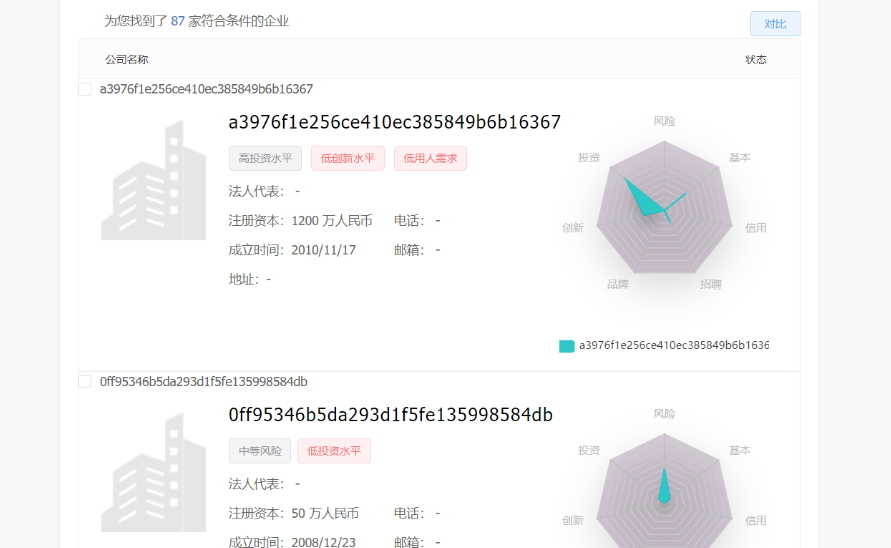 为您找到了 87 家符合条件的企业
对比
公司名称
状态
a3976f1e256ce410ec385849b6b16367
a3976f1e256ce410ec385849b6b16367
高投资水平
低创新水平
低用人需求
法人代表： -
注册资本：1200 万人民币
电话： -
成立时间：2010/11/17
邮箱： -
地址：-
风险
投资
基本
创新
信用
品牌
招聘
a3976f1e256ce410ec385849b6b1636
0ff95346b5da293d1f5fe135998584db
0ff95346b5da293d1f5fe135998584db
中等风险
低投资水平
法人代表： -
注册资本：50 万人民币
电话： -
成立时间：2008/12/23
邮箱： -
风险
投资
基本
创新
信用